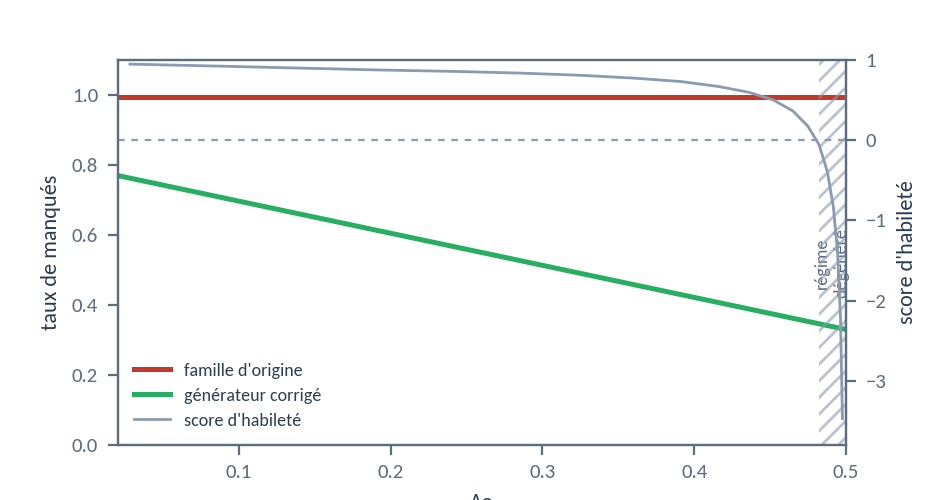 1.0
0.8
0.6
0.4
0.2
0.0
taux de manqués
1
0
−1
−2
−3
score d'habileté
régime
dégénéré
famille d'origine
générateur corrigé
score d'habileté
0.1
0.2
0.3
0.4
0.5